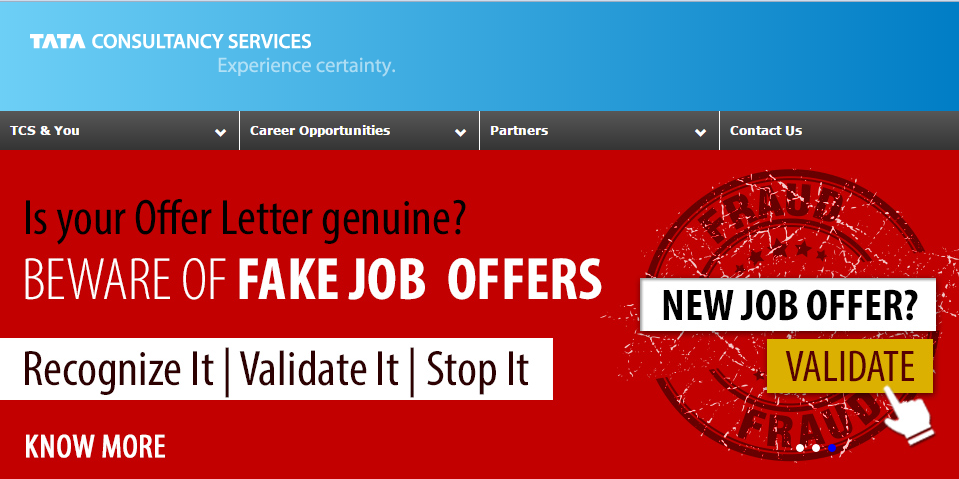 TATA CONSULTANCY SERVICES
Experience certainty.
TCS & You
Career Opportunities
Partners
Contact Us
Is your Offer Letter genuine?
BEWARE OF FAKE JOB OFFERS
FRAUD
NEW JOB OFFER?
Recognize It | Validate It | Stop It
VALIDATE
FRAUD
KNOW MORE